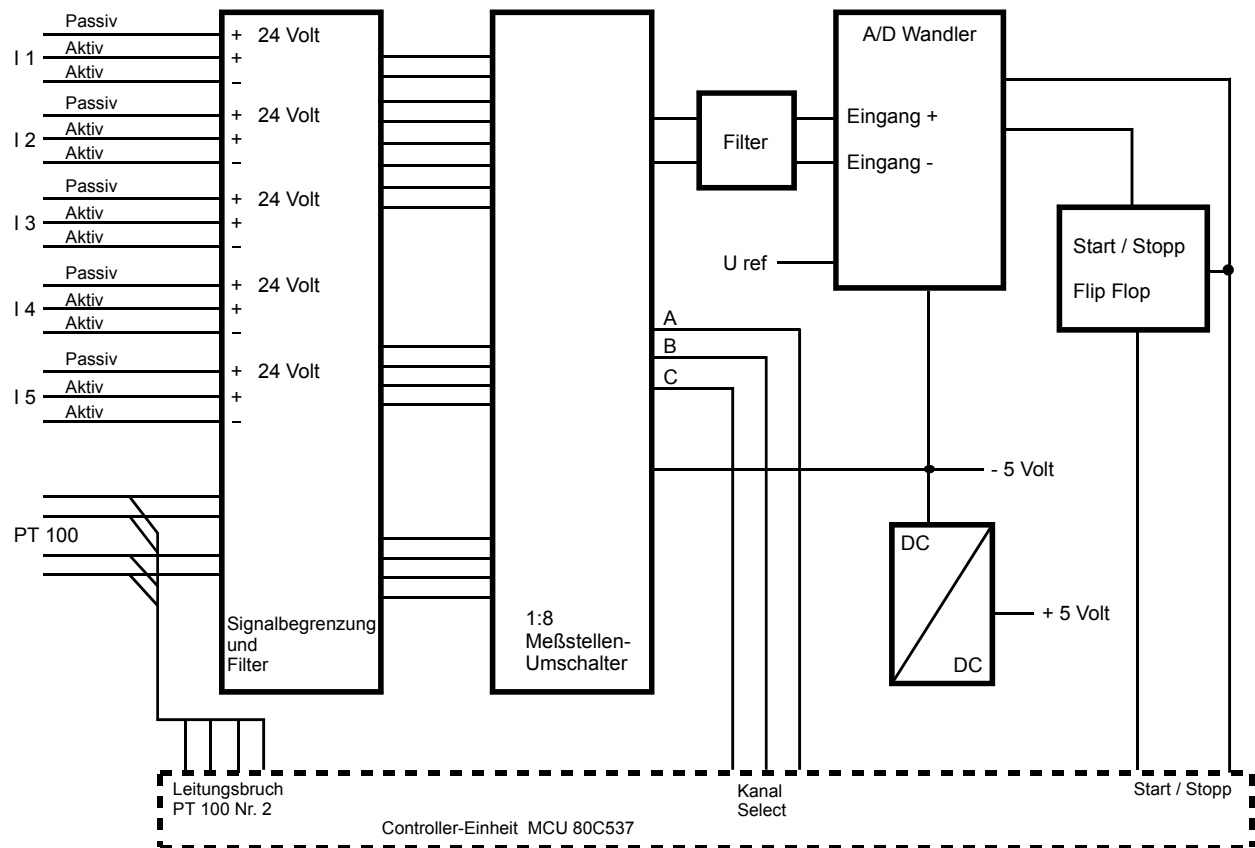 Passiv
+ 24 Volt
I 1
Aktiv
+
Aktiv
–
Passiv
+ 24 Volt
I 2
Aktiv
+
Aktiv
–
Passiv
+ 24 Volt
I 3
Aktiv
+
Aktiv
–
Passiv
+ 24 Volt
I 4
Aktiv
+
Aktiv
–
Passiv
+ 24 Volt
I 5
Aktiv
+
Aktiv
–
PT 100
Signalbegrenzung
und
Filter
1:8
Meßstellen-
Umschalter
Filter
A/D Wandler
Eingang +
Eingang -
U ref
Start / Stopp
Flip Flop
A
B
C
- 5 Volt
DC
DC
+ 5 Volt
Leitungsbruch
PT 100 Nr. 2
Kanal
Select
Start / Stopp
Controller-Einheit MCU 80C537